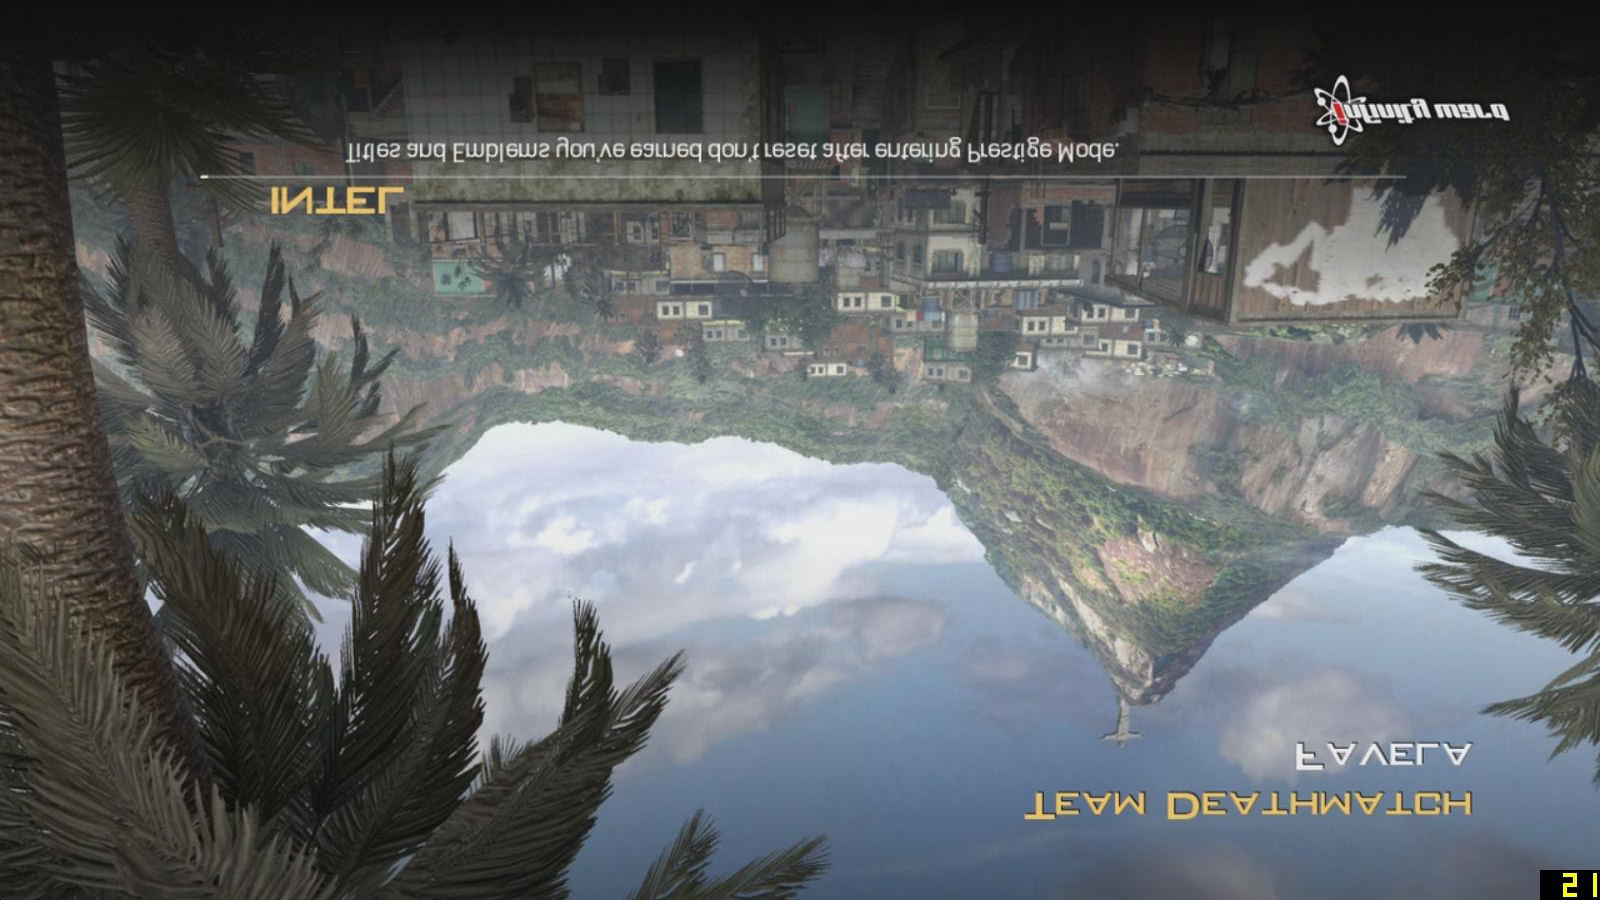 TEAM DEATHMATCH
FAVELA
INTEL
Titles and Emblems you've earned don't reset after entering Prestige Mode.
infinity ward
21